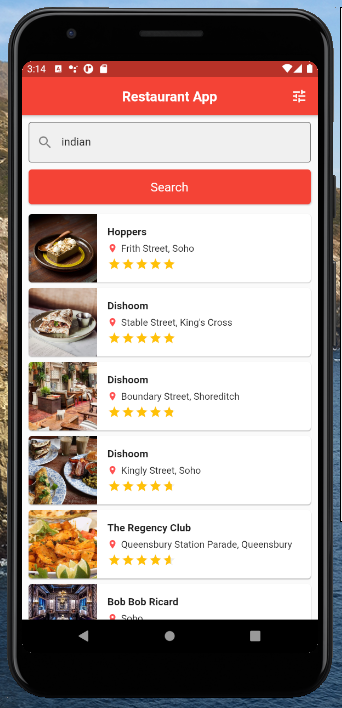 3:14
Restaurant App
indian
Search
Hoppers
Frith Street, Soho
Dishoom
Stable Street, King's Cross
Dishoom
Boundary Street, Shoreditch
Dishoom
Kingly Street, Soho
The Regency Club
Queensbury Station Parade, Queensbury
Bob Bob Ricard
Soho